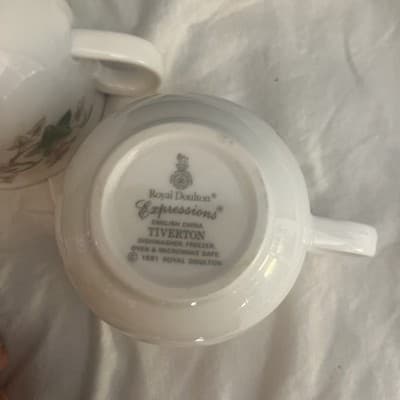 Royal Doulton®
Expressions®
ENGLISH CHINA
TIVERTON
DISHWASHER, FREEZER,
OVEN & MICROWAVE SAFE
© 1991 ROYAL DOULTON